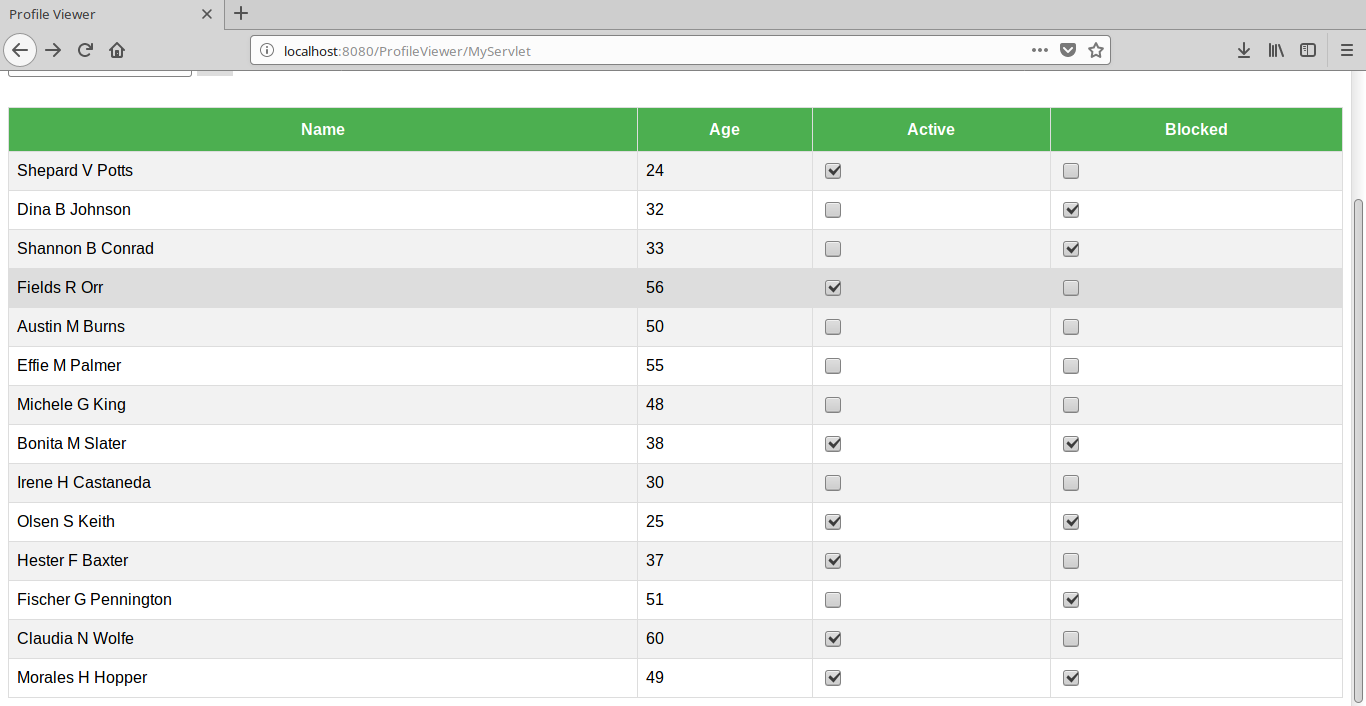 Profile Viewer
localhost:8080/ProfileViewer/MyServlet
Name Age Active Blocked
Shepard V Potts 24
Dina B Johnson 32
Shannon B Conrad 33
Fields R Orr 56
Austin M Burns 50
Effie M Palmer 55
Michele G King 48
Bonita M Slater 38
Irene H Castaneda 30
Olsen S Keith 25
Hester F Baxter 37
Fischer G Pennington 51
Claudia N Wolfe 60
Morales H Hopper 49